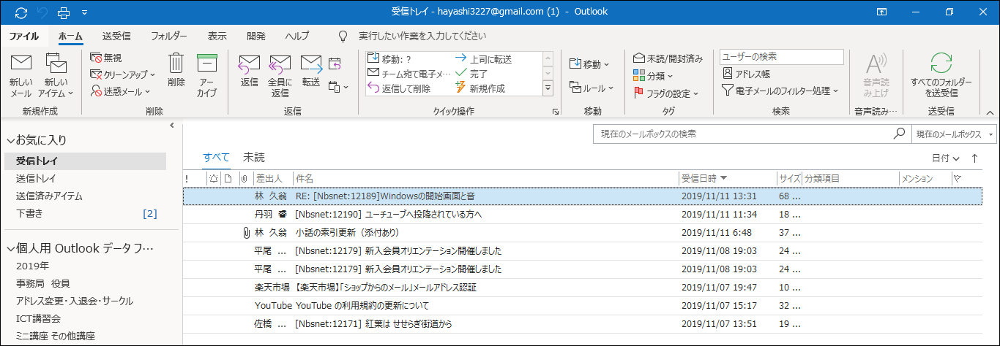 受信トレイ - hayashi3227@gmail.com (1) - Outlook
ファイル ホーム 送受信 フォルダー 表示 開発 ヘルプ 実行したい作業を入力してください
新しい メール
新しい アイテム
新規作成
無視
クリーンアップ
迷惑メール
削除
アー カイブ
削除
返信
全員に 返信
転送
返信
移動: ?
チーム宛て電子メ...
返信して削除
上司に転送
完了
新規作成
クイック操作
移動
ルール
移動
未読/開封済み
分類
フラグの設定
タグ
ユーザーの検索
アドレス帳
電子メールのフィルター処理
検索
音声読 み上げ
音声読み…
すべてのフォルダー を送受信
送受信
お気に入り
受信トレイ
送信トレイ
送信済みアイテム
下書き [2]
個人用 Outlook データ フ…
2019年
事務局 役員
アドレス変更・入退会・サークル
ICT講習会
ミニ講座 その他講座
現在のメールボックスの検索 現在のメールボックス
すべて 未読 日付
差出人 件名 受信日時 サイズ 分類項目 メンション
林 久翁 RE: [Nbsnet:12189]Windowsの開始画面と音 2019/11/11 13:31 68 ...
丹羽 睿 [Nbsnet:12190] ユーチューブへ投降されている方へ 2019/11/11 11:34 18 ...
林 久翁 小話の索引更新（添付あり） 2019/11/11 6:48 37 ...
平尾 ... [Nbsnet:12179] 新入会員オリエンテーション開催しました 2019/11/08 19:03 24 ...
平尾 ... [Nbsnet:12179] 新入会員オリエンテーション開催しました 2019/11/08 19:03 24 ...
楽天市場 【楽天市場】「ショップからのメール」メールアドレス認証 2019/11/07 19:47 10 ...
YouTube YouTube の利用規約の更新について 2019/11/07 15:17 32 ...
佐橋 ... [Nbsnet:12171] 紅葉は せせらぎ街道から 2019/11/07 13:51 19 ...